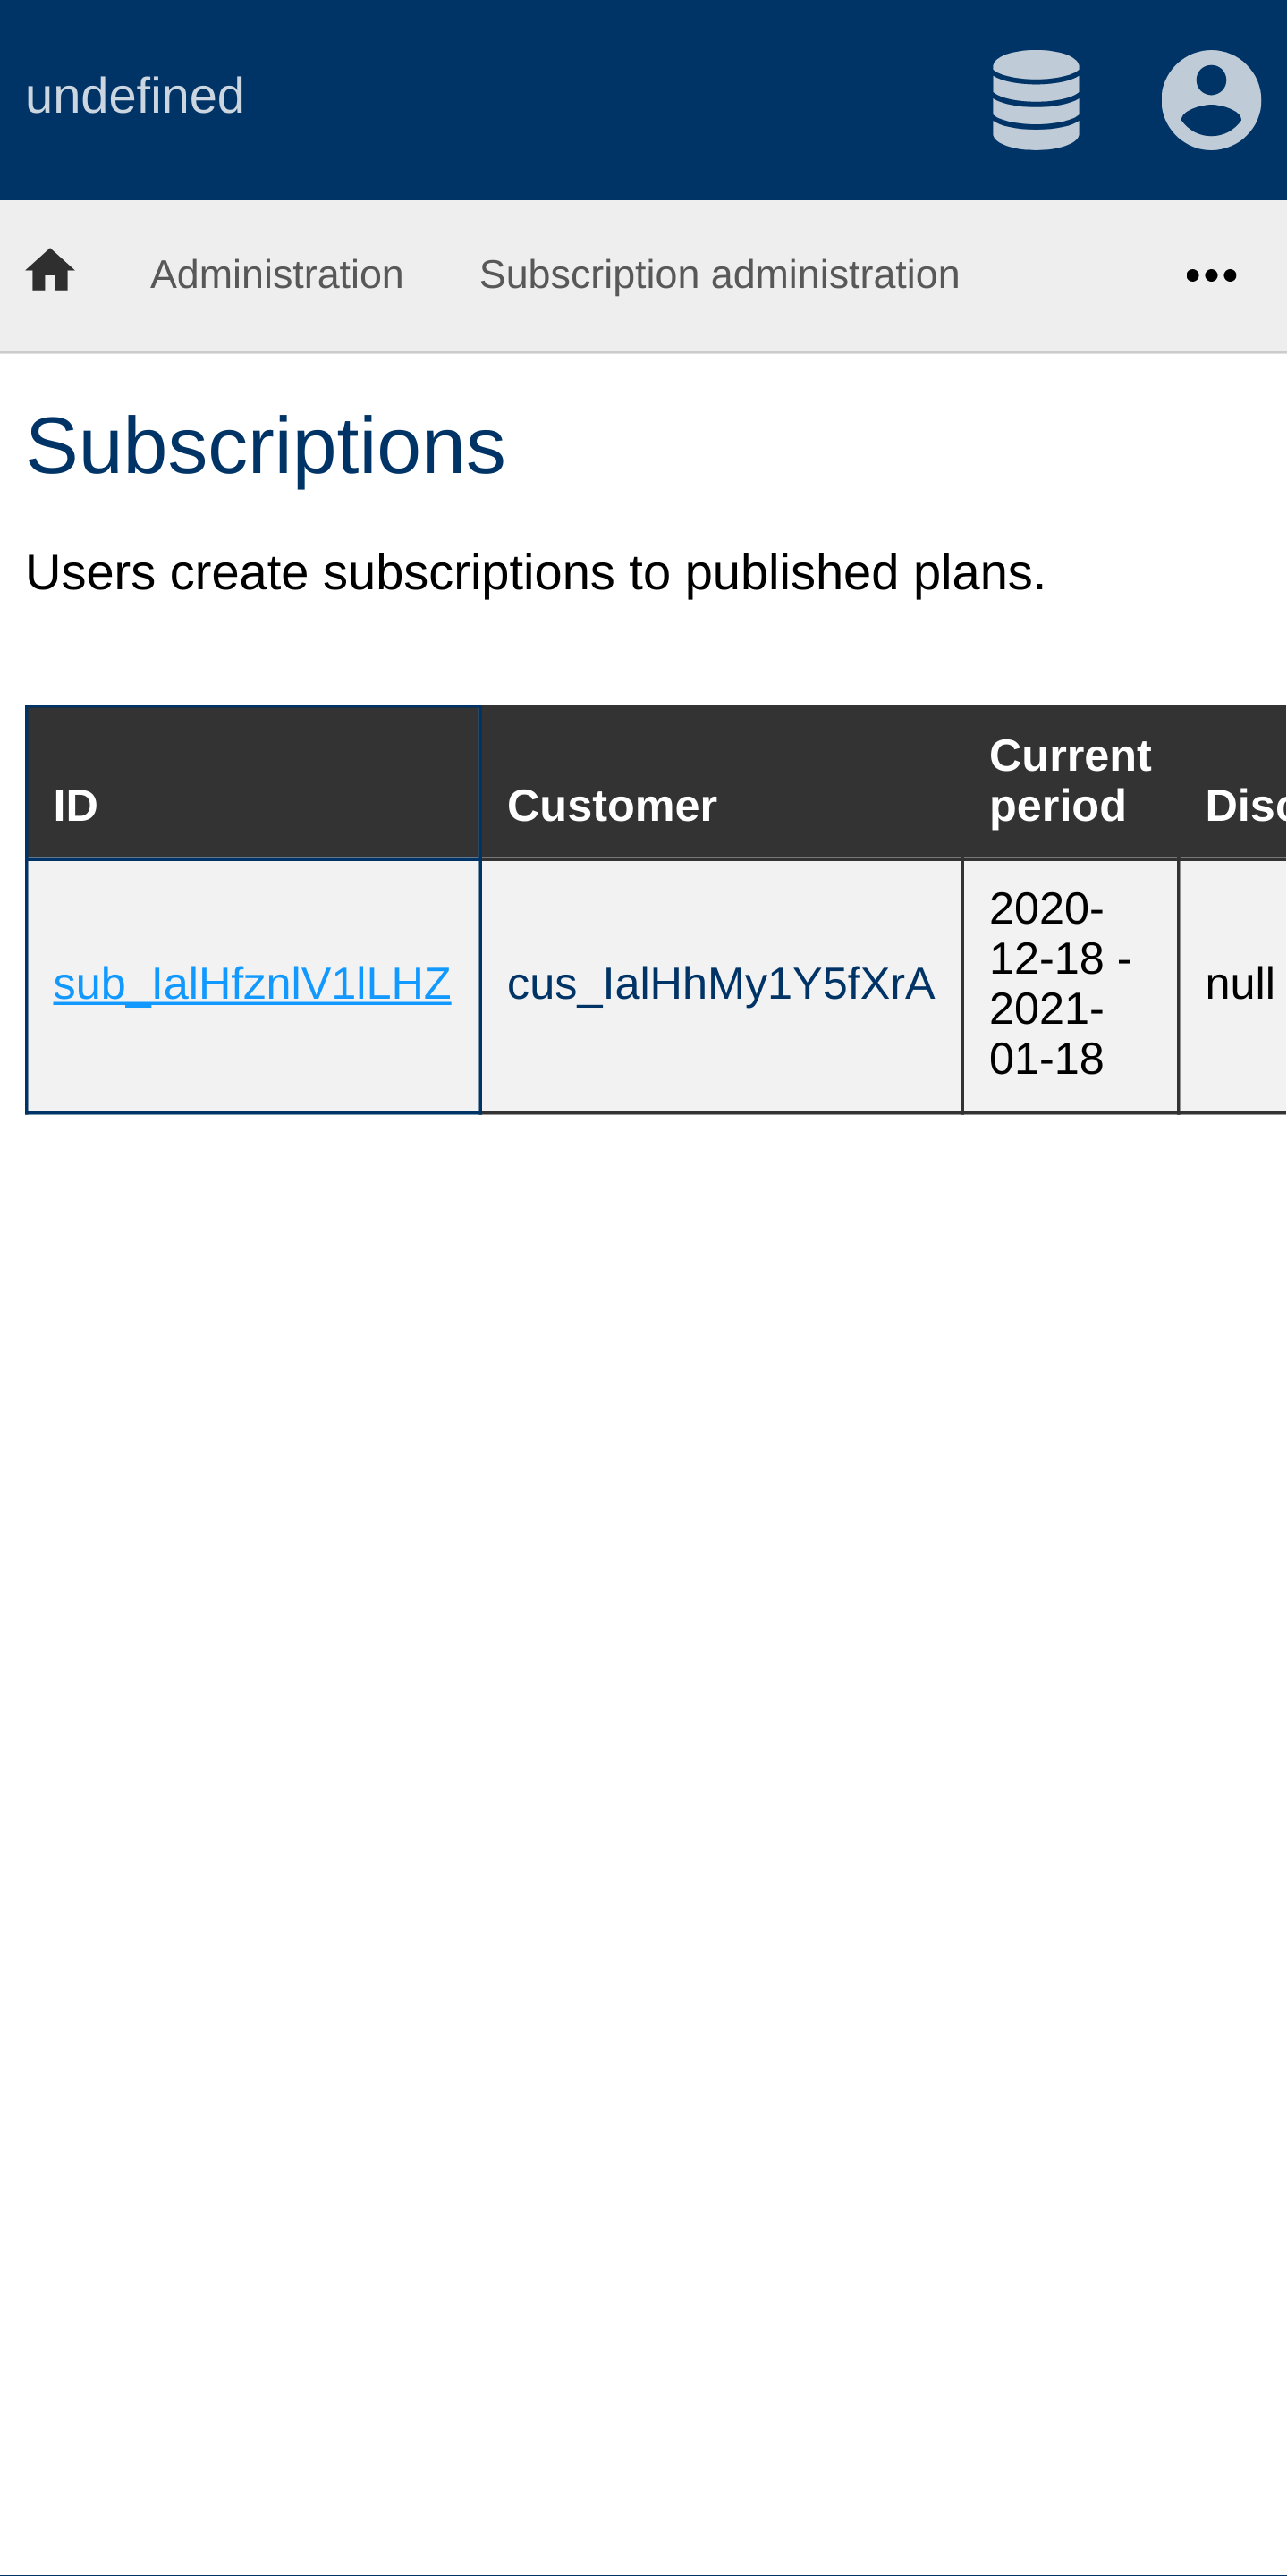 undefined
Administration Subscription administration
Subscriptions
Users create subscriptions to published plans.
ID Customer Current period
sub_IalHfznlV1lLHZ cus_IalHhMy1Y5fXrA 2020-
12-18 -
2021-
01-18
null